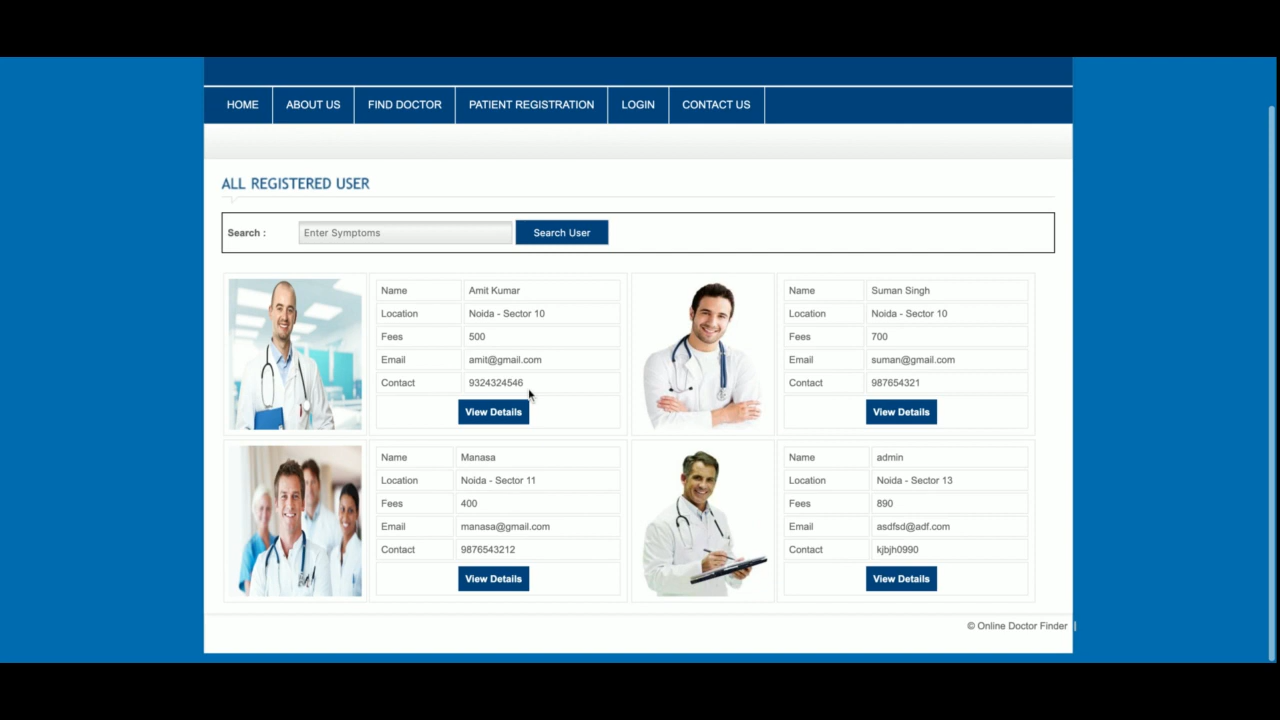 HOME ABOUT US FIND DOCTOR PATIENT REGISTRATION LOGIN CONTACT US
ALL REGISTERED USER
Search : Enter Symptoms Search User
Name Amit Kumar
Location Noida - Sector 10
Fees 500
Email amit@gmail.com
Contact 9324324546
View Details
Name Suman Singh
Location Noida - Sector 10
Fees 700
Email suman@gmail.com
Contact 987654321
View Details
Name Manasa
Location Noida - Sector 11
Fees 400
Email manasa@gmail.com
Contact 9876543212
View Details
Name admin
Location Noida - Sector 13
Fees 890
Email asdfsd@adf.com
Contact kjbjh0990
View Details
© Online Doctor Finder |